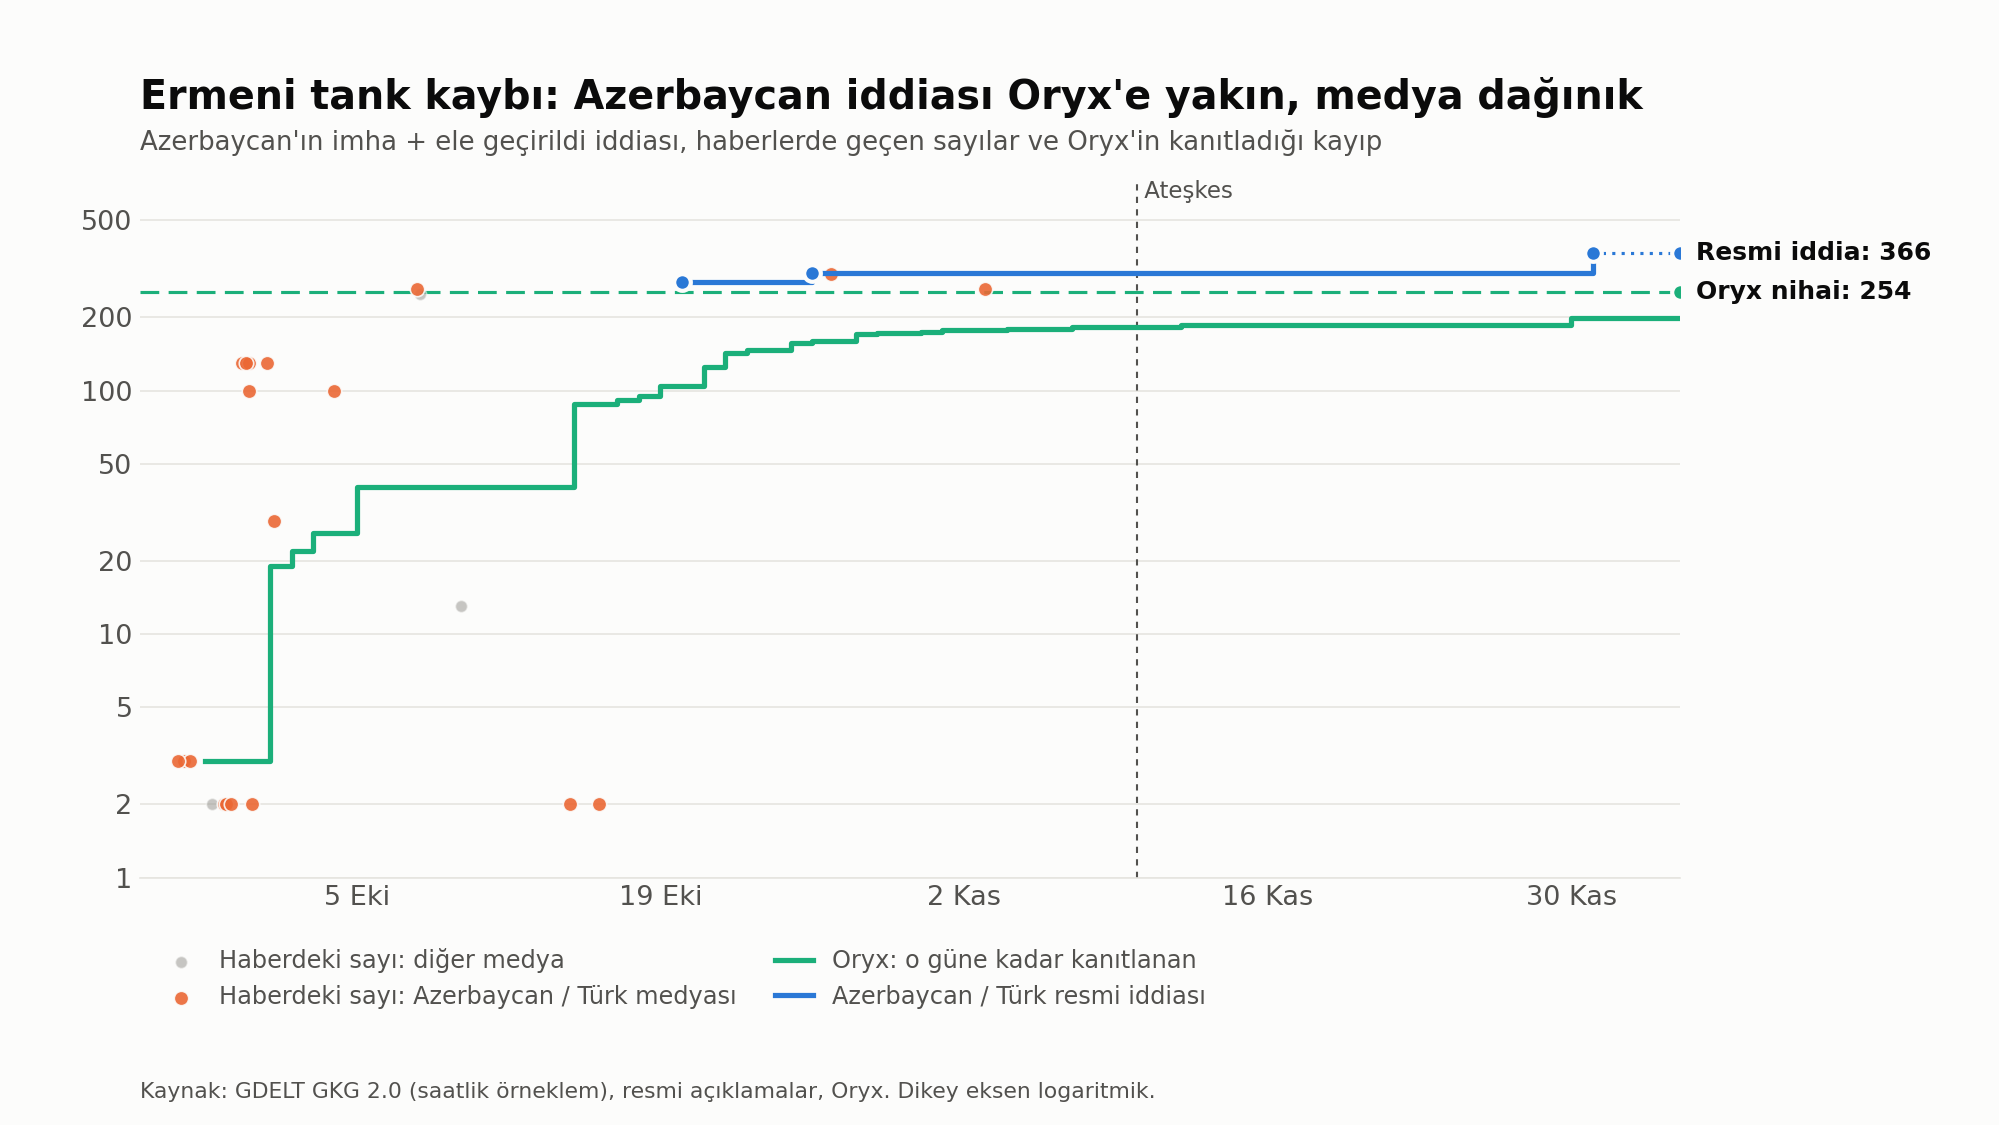 Ermeni tank kaybı: Azerbaycan iddiası Oryx'e yakın, medya dağınık
Azerbaycan'ın imha + ele geçirildi iddiası, haberlerde geçen sayılar ve Oryx'in kanıtladığı kayıp
Ateşkes
500
200
100
50
20
10
5
2
1
Resmi iddia: 366
Oryx nihai: 254
5 Eki
19 Eki
2 Kas
16 Kas
30 Kas
Haberdeki sayı: diğer medya
Haberdeki sayı: Azerbaycan / Türk medyası
Oryx: o güne kadar kanıtlanan
Azerbaycan / Türk resmi iddiası
Kaynak: GDELT GKG 2.0 (saatlik örneklem), resmi açıklamalar, Oryx. Dikey eksen logaritmik.